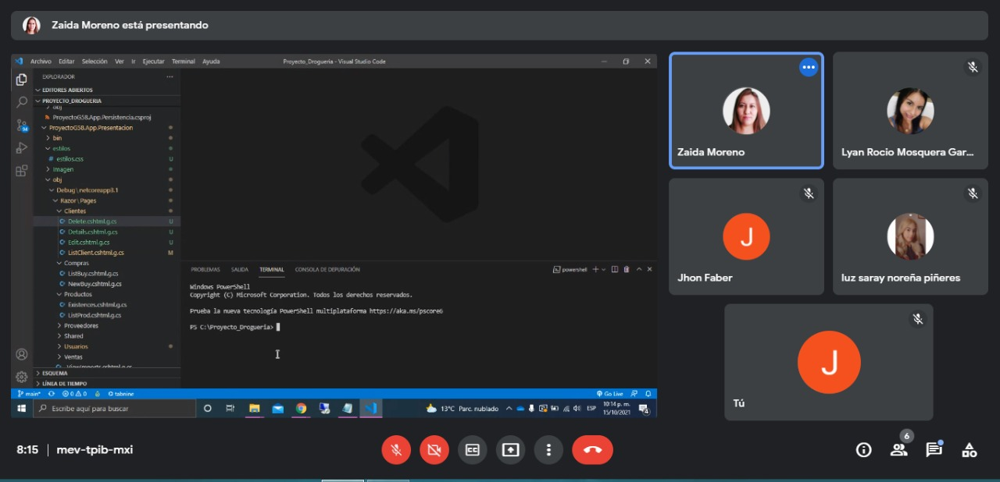 Zaida Moreno está presentando
Archivo Editar Selección Ver Ir Ejecutar Terminal Ayuda
Proyecto_Drogueria - Visual Studio Code
EXPLORADOR
EDITORES ABIERTOS
PROYECTO_DROGUERIA
obj
ProyectoG58.App.Persistencia.csproj
ProyectoG58.App.Presentacion
bin
estilos
# estilos.css U
Imagen
obj
Debug\netcoreapp3.1
Razor\Pages
Clientes
Delete.cshtml.g.cs U
Details.cshtml.g.cs U
Edit.cshtml.g.cs U
ListClient.cshtml.g.cs M
Compras
ListBuy.cshtml.g.cs
NewBuy.cshtml.g.cs
Productos
Existences.cshtml.g.cs
ListProd.cshtml.g.cs
Proveedores
Shared
Usuarios
Ventas
_ViewImports.cshtml.g.cs
ESQUEMA
LÍNEA DE TIEMPO
94
PROBLEMAS SALIDA TERMINAL CONSOLA DE DEPURACIÓN
powershell
Windows PowerShell
Copyright (C) Microsoft Corporation. Todos los derechos reservados.
Prueba la nueva tecnología PowerShell multiplataforma https://aka.ms/pscore6
PS C:\Proyecto_Drogueria>
main* 0 0 tabnine
Go Live
Escribe aquí para buscar
13°C Parc. nublado
ESP
10:14 p. m.
15/10/2021
4
Zaida Moreno
Lyan Rocio Mosquera Gar...
J
Jhon Faber
luz saray noreña piñeres
J
Tú
8:15 | mev-tpib-mxi
CC
6